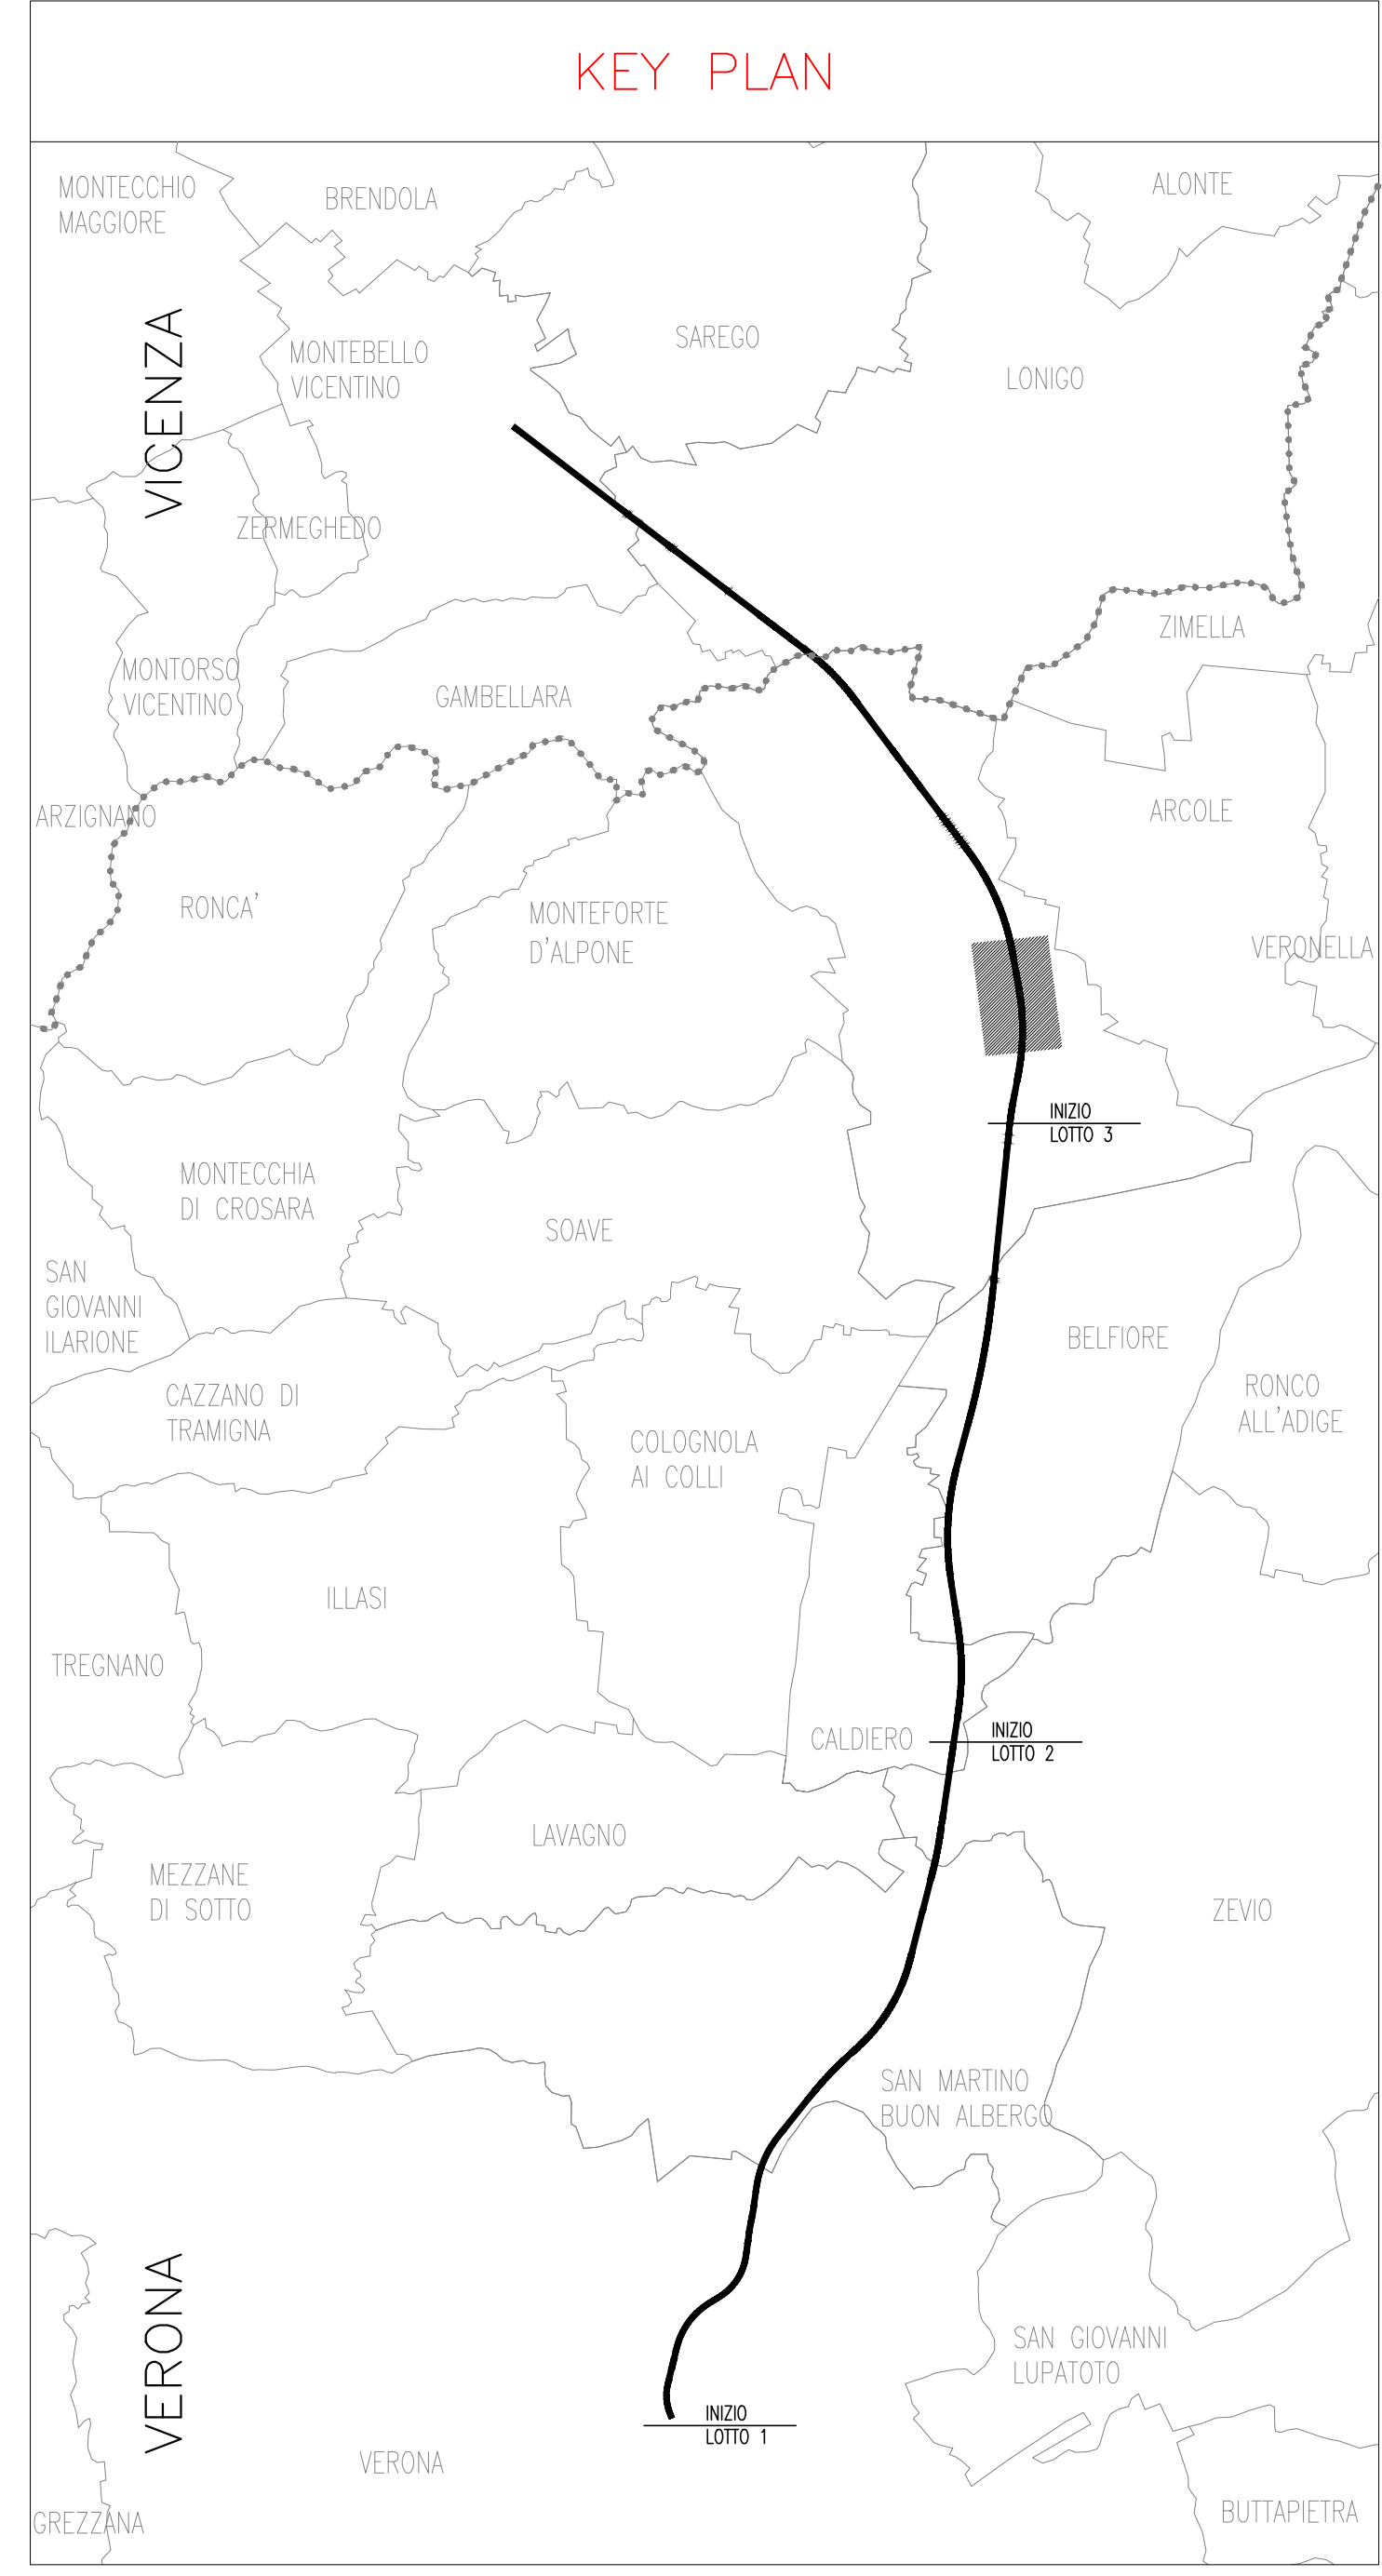 KEY PLAN
MONTECCHIO
MAGGIORE
BRENDOLA
ALONTE
VICENZA
MONTEBELLO
VICENTINO
SAREGO
LONIGO
ZERMEGHEDO
ZIMELLA
MONTORSO
VICENTINO
GAMBELLARA
ARZIGNANO
ARCOLE
RONCA'
MONTEFORTE
D'ALPONE
VERONELLA
INIZIO
LOTTO 3
MONTECCHIA
DI CROSARA
SOAVE
SAN
GIOVANNI
ILARIONE
BELFIORE
CAZZANO DI
TRAMIGNA
RONCO
ALL'ADIGE
COLOGNOLA
AI COLLI
ILLASI
TREGNANO
CALDIERO
INIZIO
LOTTO 2
LAVAGNO
MEZZANE
DI SOTTO
ZEVIO
SAN MARTINO
BUON ALBERGO
VERONA
SAN GIOVANNI
LUPATOTO
INIZIO
LOTTO 1
VERONA
GREZZANA
BUTTAPIETRA